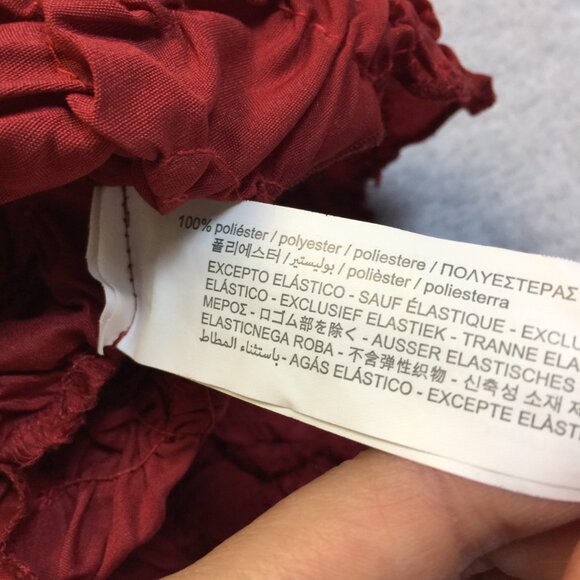 100% poliéster / polyester / poliestere / ΠΟΛΥΕΣΤΕΡΑΣ
폴리에스터 / بوليستير / polièster / poliesterra
EXCEPTO ELÁSTICO - SAUF ÉLASTIQUE - EXCLU
ELÁSTICO - EXCLUSIEF ELASTIEK - TRANNE ELA
ΜΕΡΟΣ - ロゴム部を除く - AUSSER ELASTISCHES
ELASTICNEGA ROBA - 不含弹性织物 - 신축성 소재
باستثناء المطاط - AGÁS ELÁSTICO - EXCEPTE ELÀST